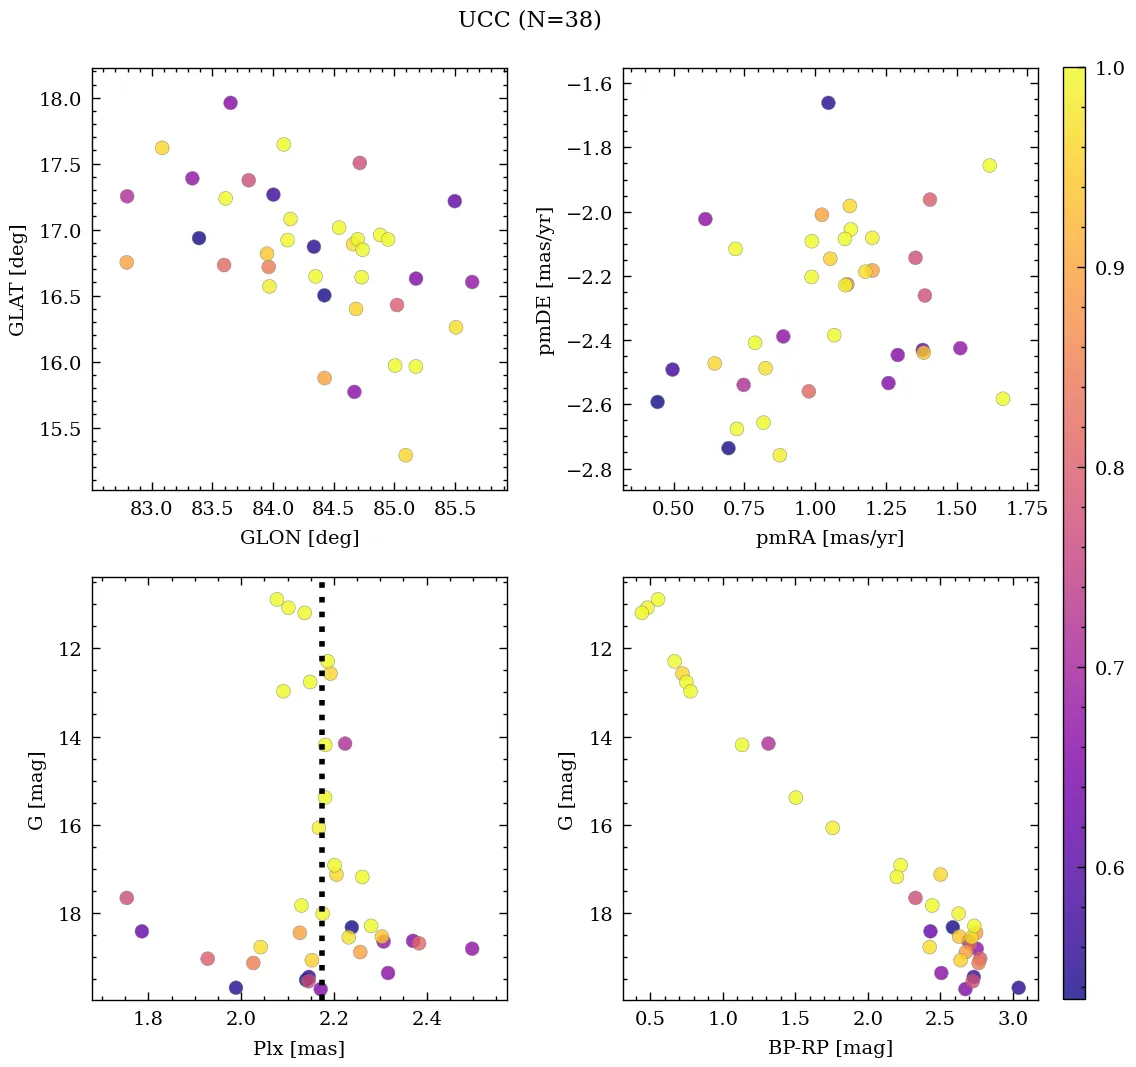 UCC (N=38)
18.0
17.5
17.0
16.5
16.0
15.5
GLAT [deg]
83.0 83.5 84.0 84.5 85.0 85.5
GLON [deg]
−1.6
−1.8
−2.0
−2.2
−2.4
−2.6
−2.8
pmDE [mas/yr]
0.50 0.75 1.00 1.25 1.50 1.75
pmRA [mas/yr]
1.0
0.9
0.8
0.7
0.6
12
14
16
18
G [mag]
1.8 2.0 2.2 2.4
Plx [mas]
12
14
16
18
G [mag]
0.5 1.0 1.5 2.0 2.5 3.0
BP-RP [mag]